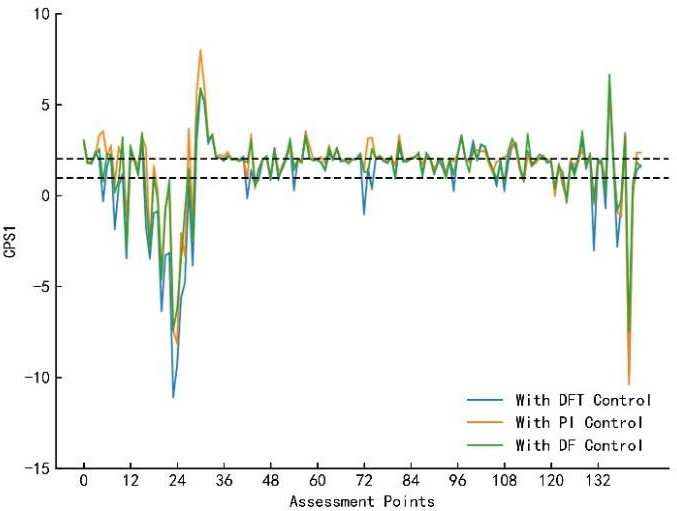 10
5
0
−5
−10
−15
CPS1
With DFT Control
With PI Control
With DF Control
0 12 24 36 48 60 72 84 96 108 120 132
Assessment Points